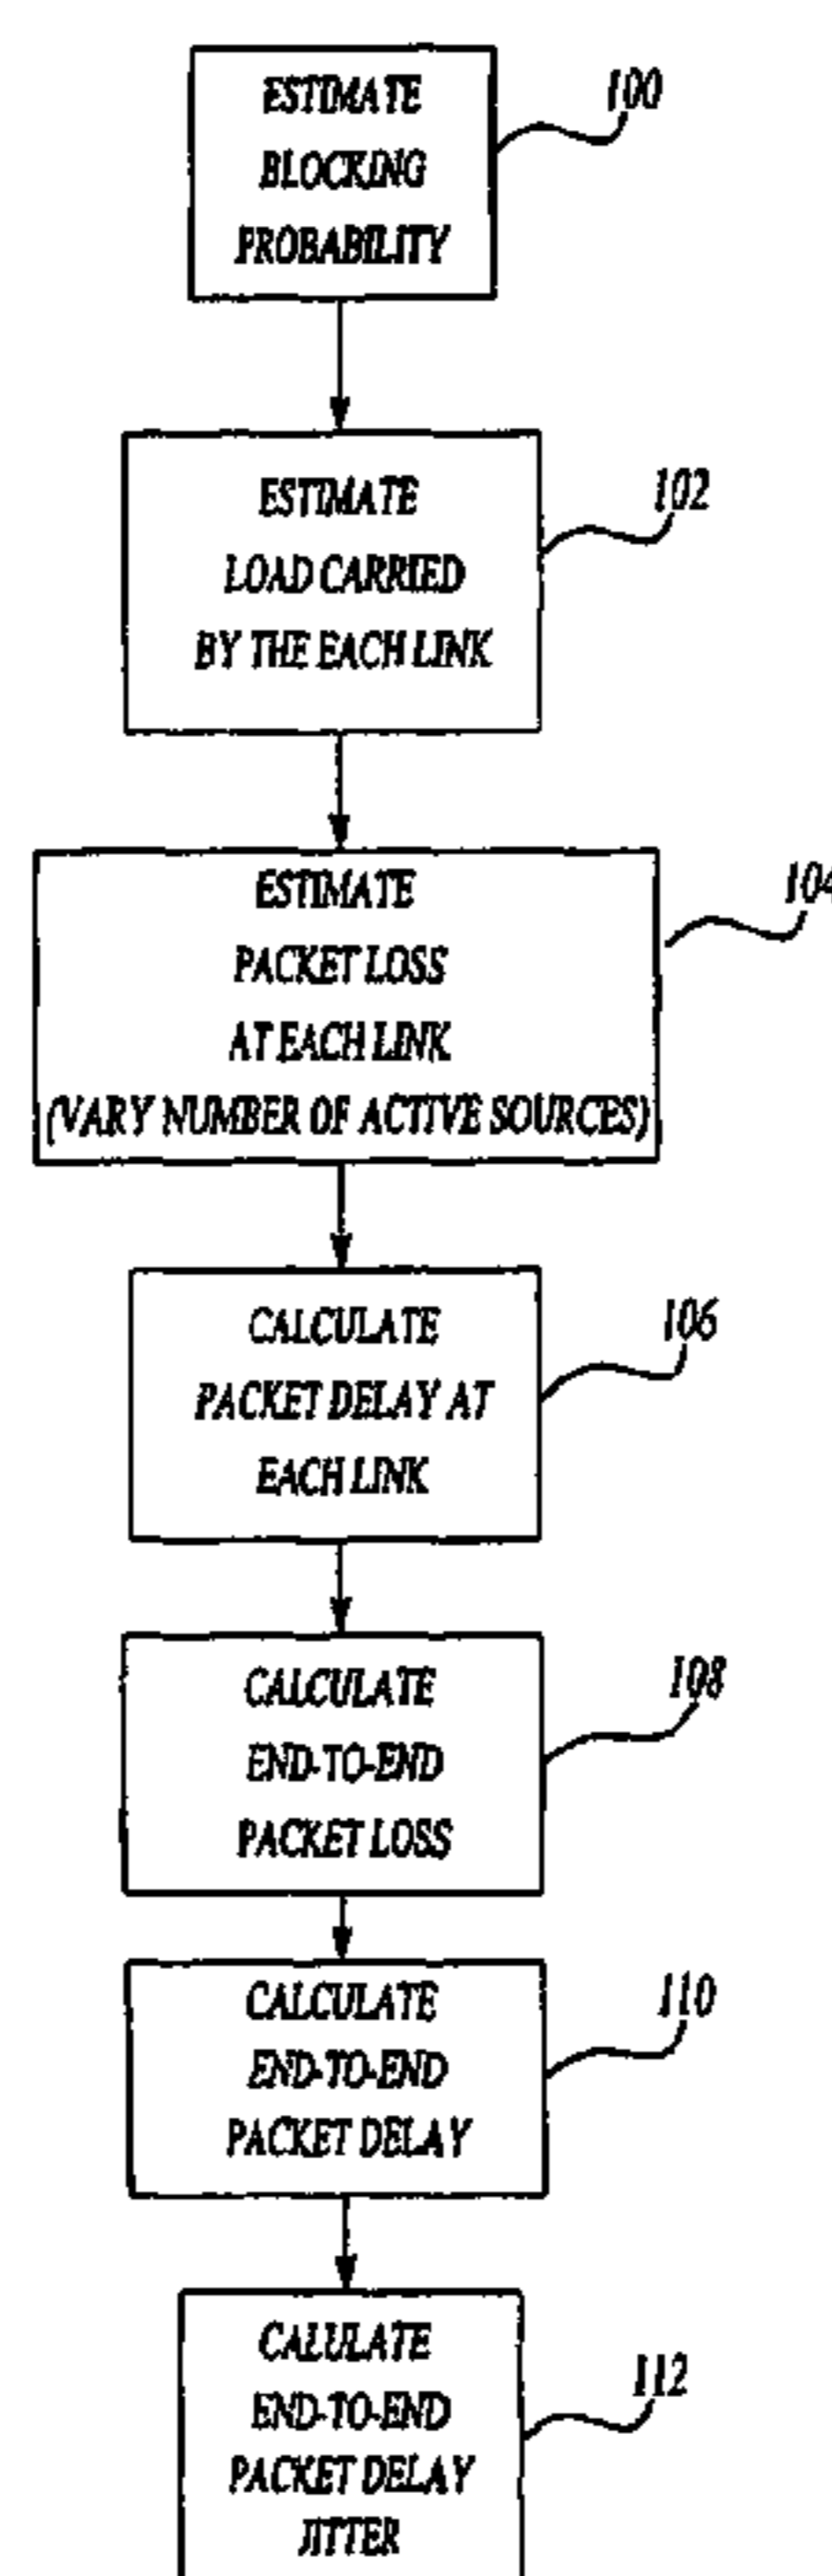 ESTIMATE
BLOCKING
PROBABILITY
100
ESTIMATE
LOAD CARRIED
BY THE EACH LINK
102
ESTIMATE
PACKET LOSS
AT EACH LINK
(VARY NUMBER OF ACTIVE SOURCES)
104
CALCULATE
PACKET DELAY AT
EACH LINK
106
CALCULATE
END-TO-END
PACKET LOSS
108
CALCULATE
END-TO-END
PACKET DELAY
110
CALULATE
END-TO-END
PACKET DELAY
JITTER
112